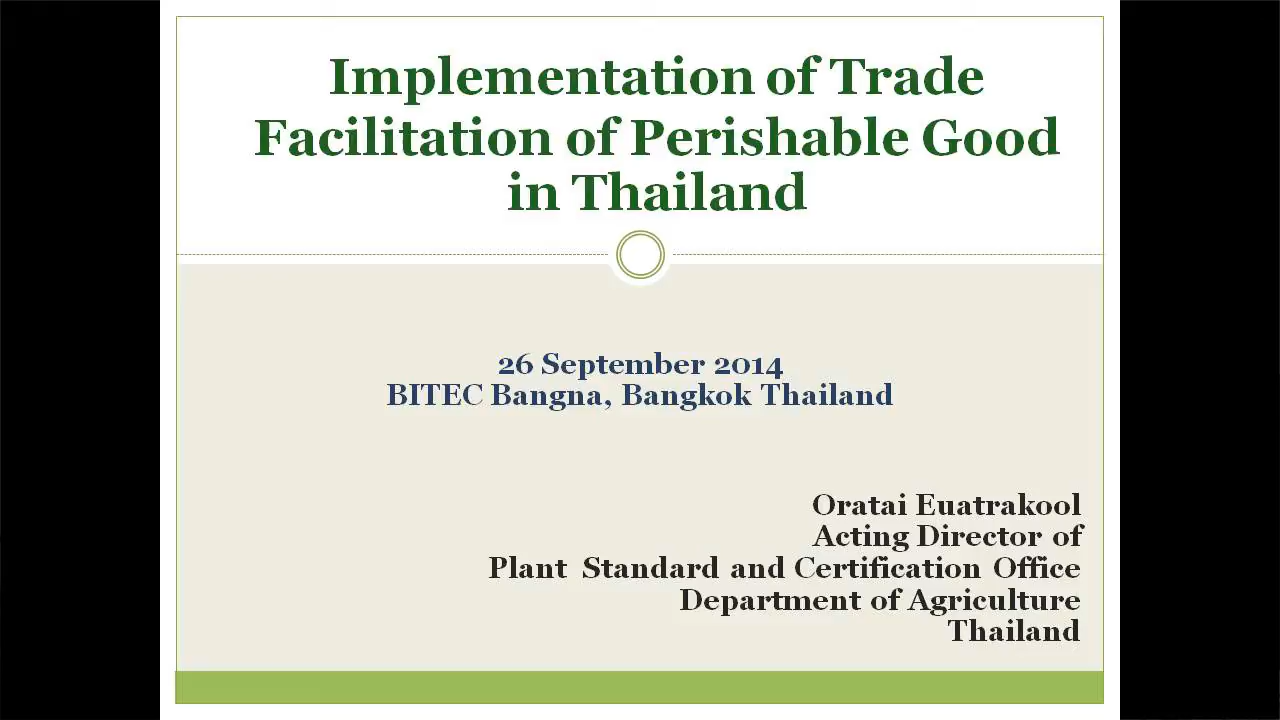 Implementation of Trade
Facilitation of Perishable Good
in Thailand
26 September 2014
BITEC Bangna, Bangkok Thailand
Oratai Euatrakool
Acting Director of
Plant Standard and Certification Office
Department of Agriculture
Thailand